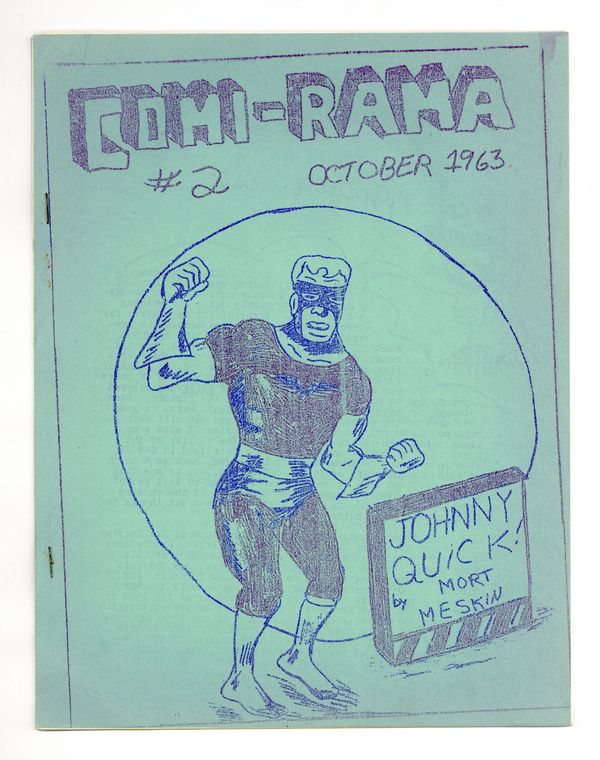 COMI-RAMA
#2 OCTOBER 1963
JOHNNY
QUICK!
by MORT
MESKIN